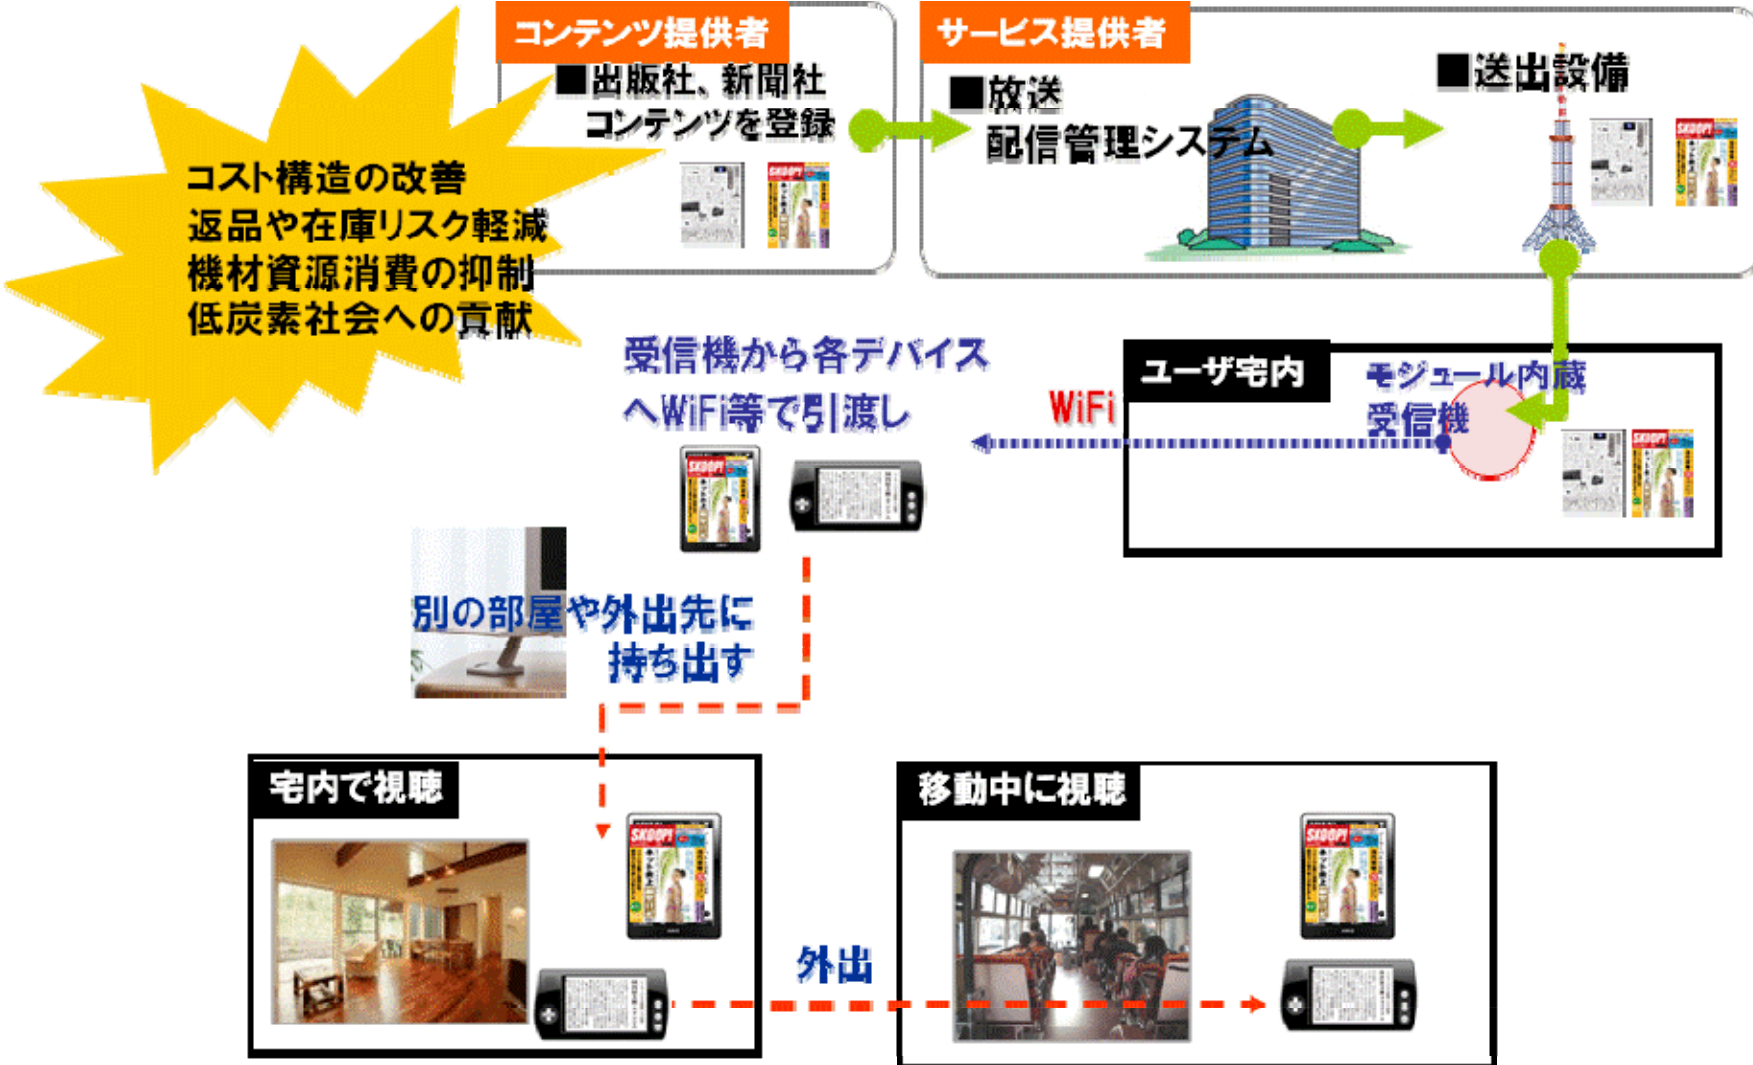 コンテンツ提供者
■出版社、新聞社
コンテンツを登録
サービス提供者
■放送
配信管理システム
■送出設備
コスト構造の改善
返品や在庫リスク軽減
機材資源消費の抑制
低炭素社会への貢献
受信機から各デバイス
へWiFi等で引渡し
WiFi
ユーザ宅内
モジュール内蔵
受信機
別の部屋や外出先に
持ち出す
宅内で視聴
外出
移動中に視聴
SKOOP!
SKOOP!
SKOOP!
SKOOP!
SKOOP!
SKOOP!